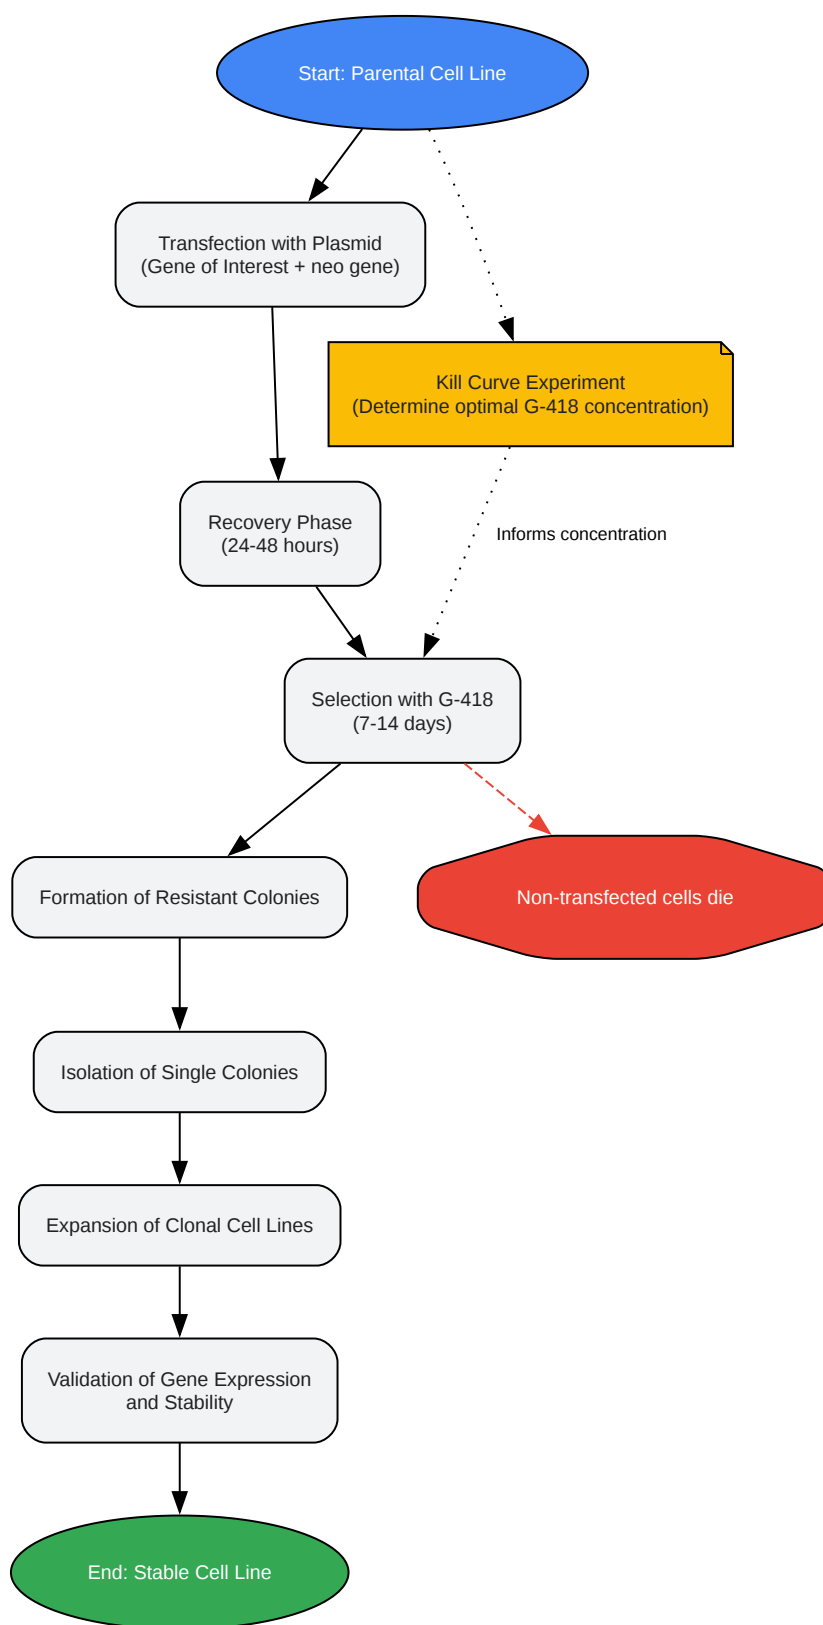 Start: Parental Cell Line
Transfection with Plasmid
(Gene of Interest + neo gene)
Kill Curve Experiment
(Determine optimal G-418 concentration)
Recovery Phase
(24-48 hours)
Informs concentration
Selection with G-418
(7-14 days)
Formation of Resistant Colonies
Non-transfected cells die
Isolation of Single Colonies
Expansion of Clonal Cell Lines
Validation of Gene Expression
and Stability
End: Stable Cell Line